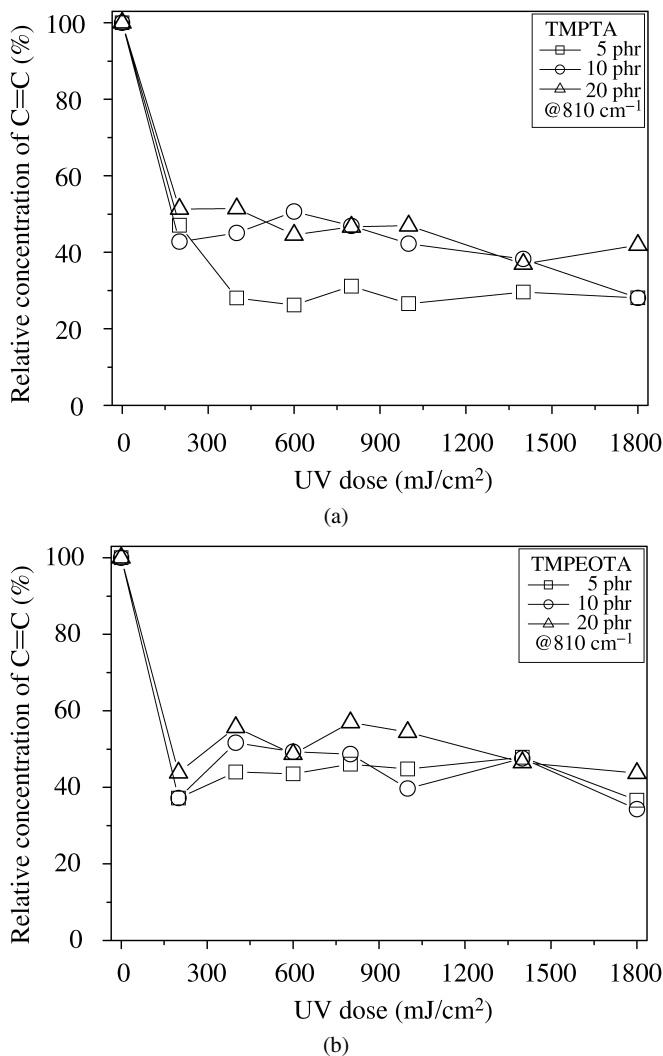 TMPTA
5 phr
10 phr
20 phr
@810 cm⁻¹
100
80
60
40
20
0
Relative concentration of C=C (%)
0 300 600 900 1200 1500 1800
UV dose (mJ/cm²)
(a)
TMPEOTA
5 phr
10 phr
20 phr
@810 cm⁻¹
100
80
60
40
20
0
Relative concentration of C=C (%)
0 300 600 900 1200 1500 1800
UV dose (mJ/cm²)
(b)